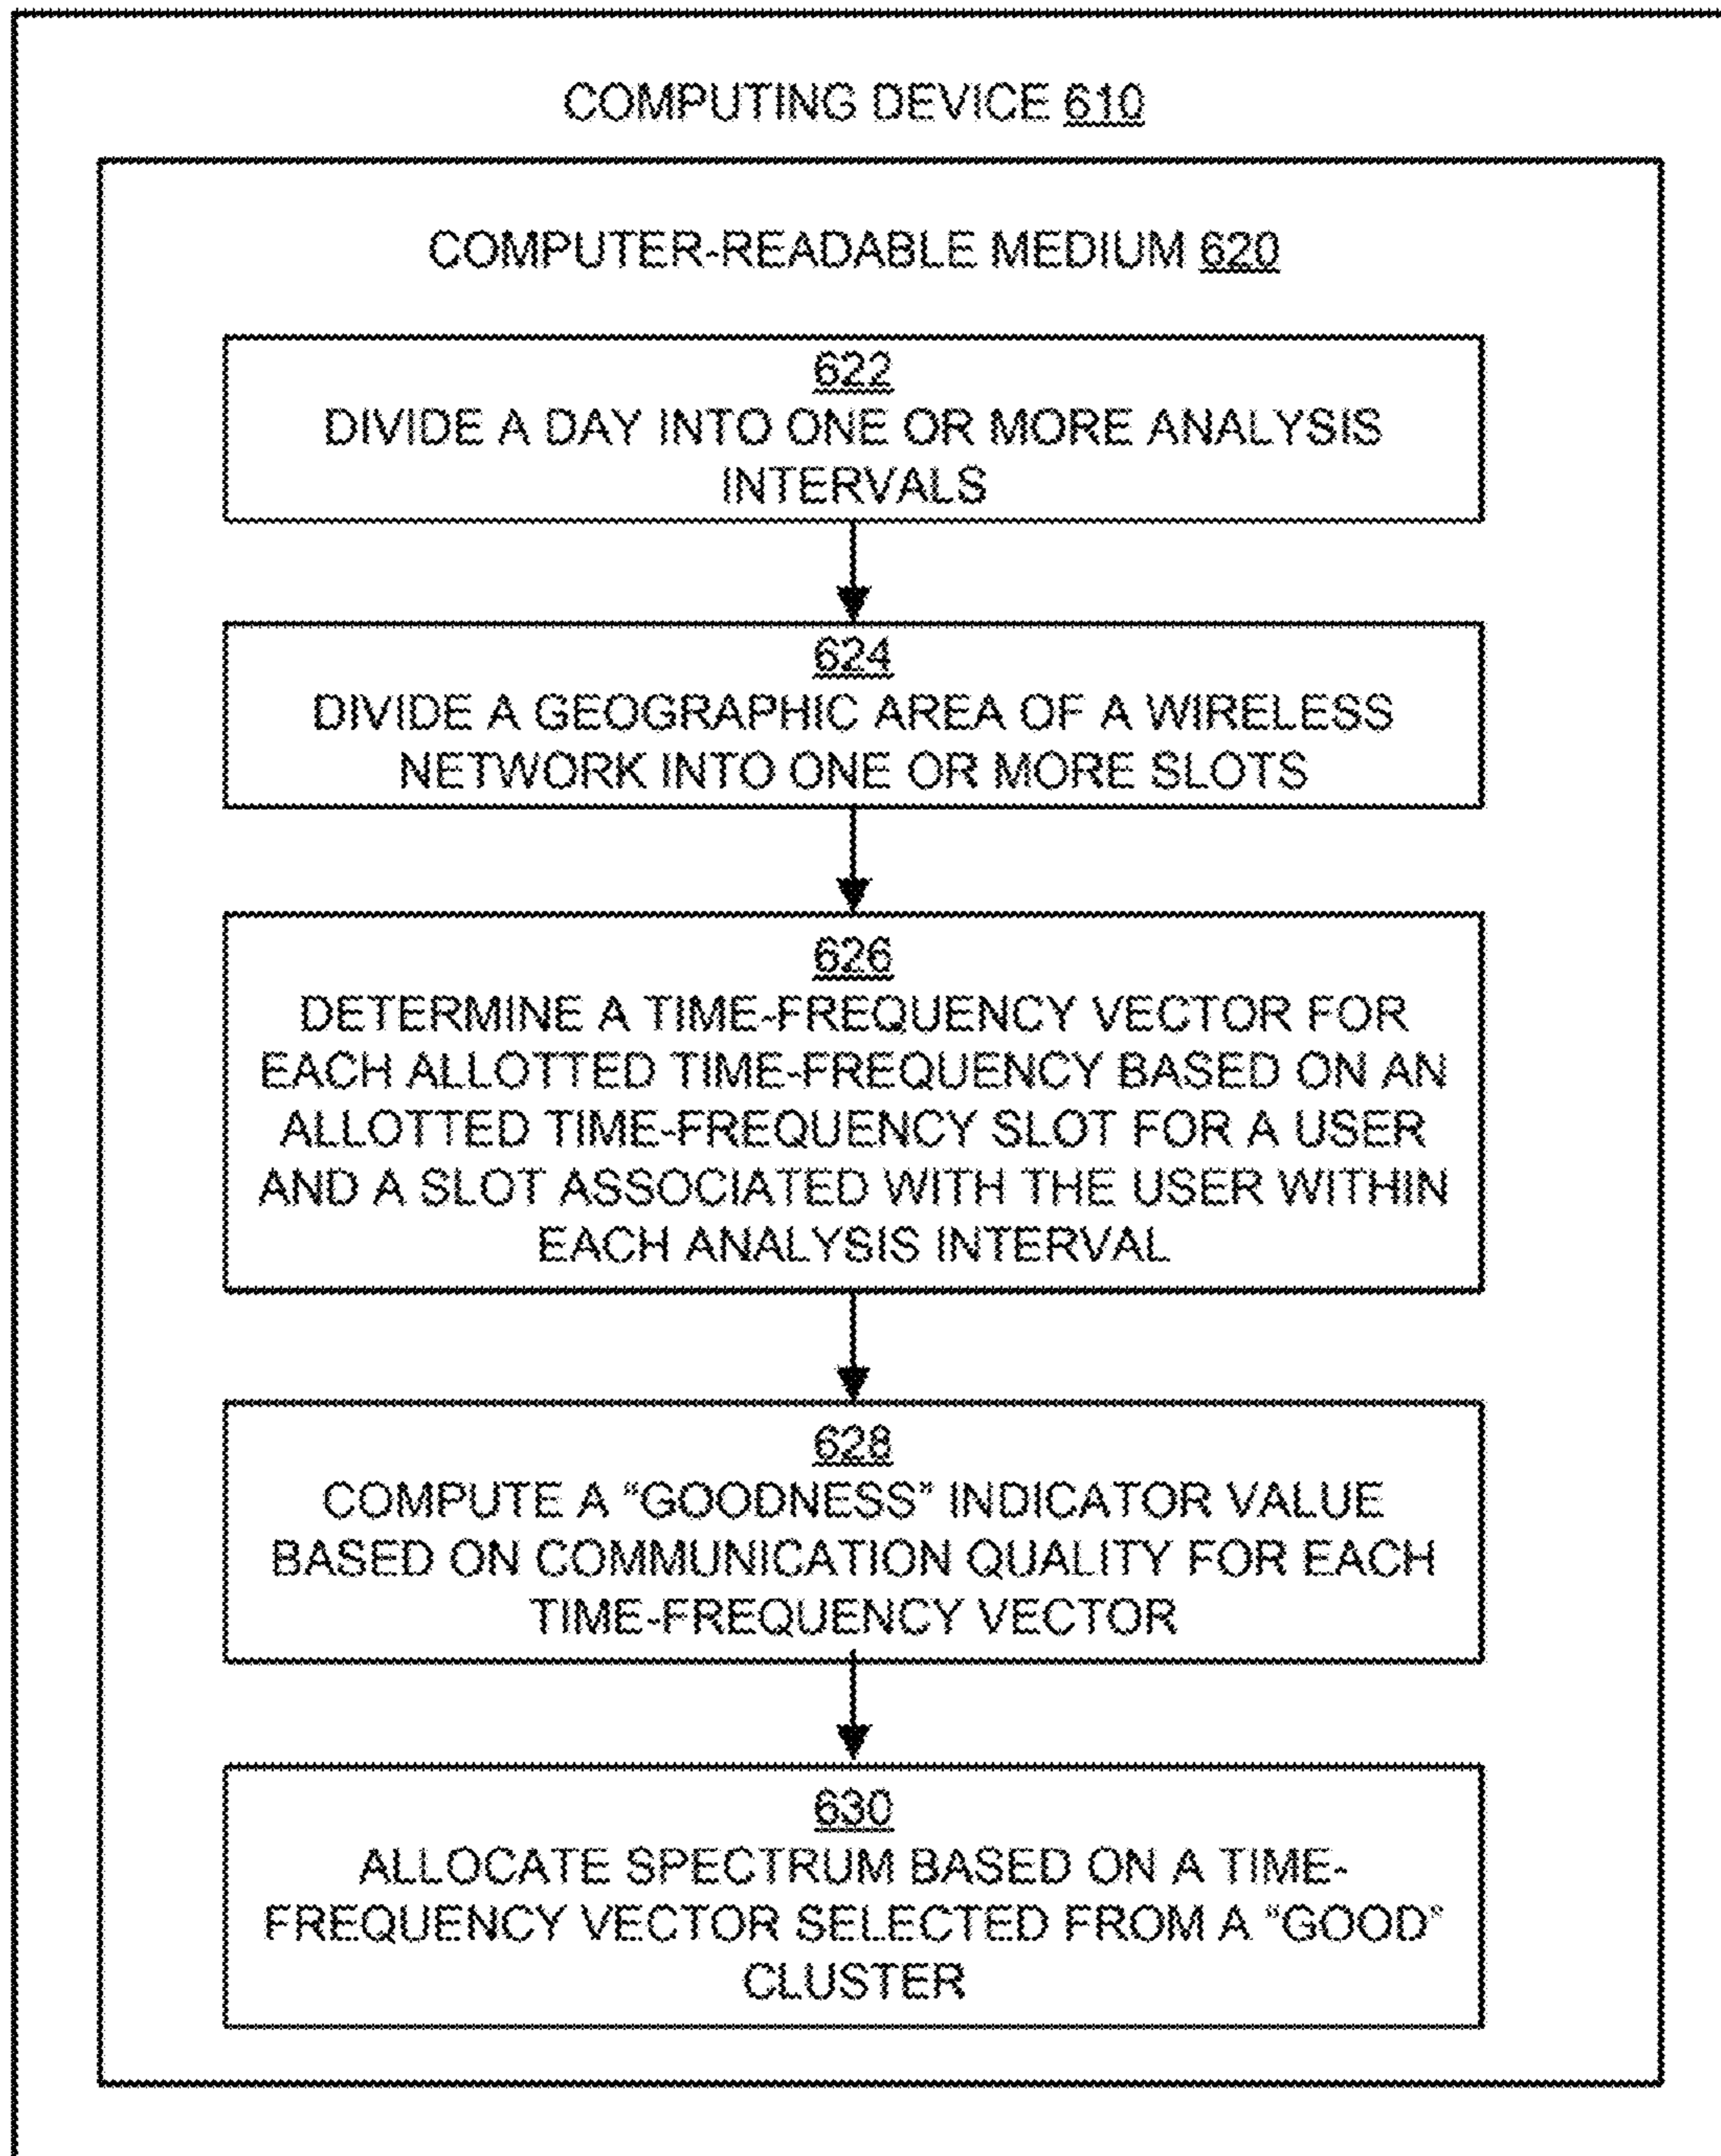 COMPUTING DEVICE 610
COMPUTER-READABLE MEDIUM 620
622
DIVIDE A DAY INTO ONE OR MORE ANALYSIS
INTERVALS
624
DIVIDE A GEOGRAPHIC AREA OF A WIRELESS
NETWORK INTO ONE OR MORE SLOTS
626
DETERMINE A TIME-FREQUENCY VECTOR FOR
EACH ALLOTTED TIME-FREQUENCY BASED ON AN
ALLOTTED TIME-FREQUENCY SLOT FOR A USER
AND A SLOT ASSOCIATED WITH THE USER WITHIN
EACH ANALYSIS INTERVAL
628
COMPUTE A “GOODNESS” INDICATOR VALUE
BASED ON COMMUNICATION QUALITY FOR EACH
TIME-FREQUENCY VECTOR
630
ALLOCATE SPECTRUM BASED ON A TIME-
FREQUENCY VECTOR SELECTED FROM A “GOOD”
CLUSTER